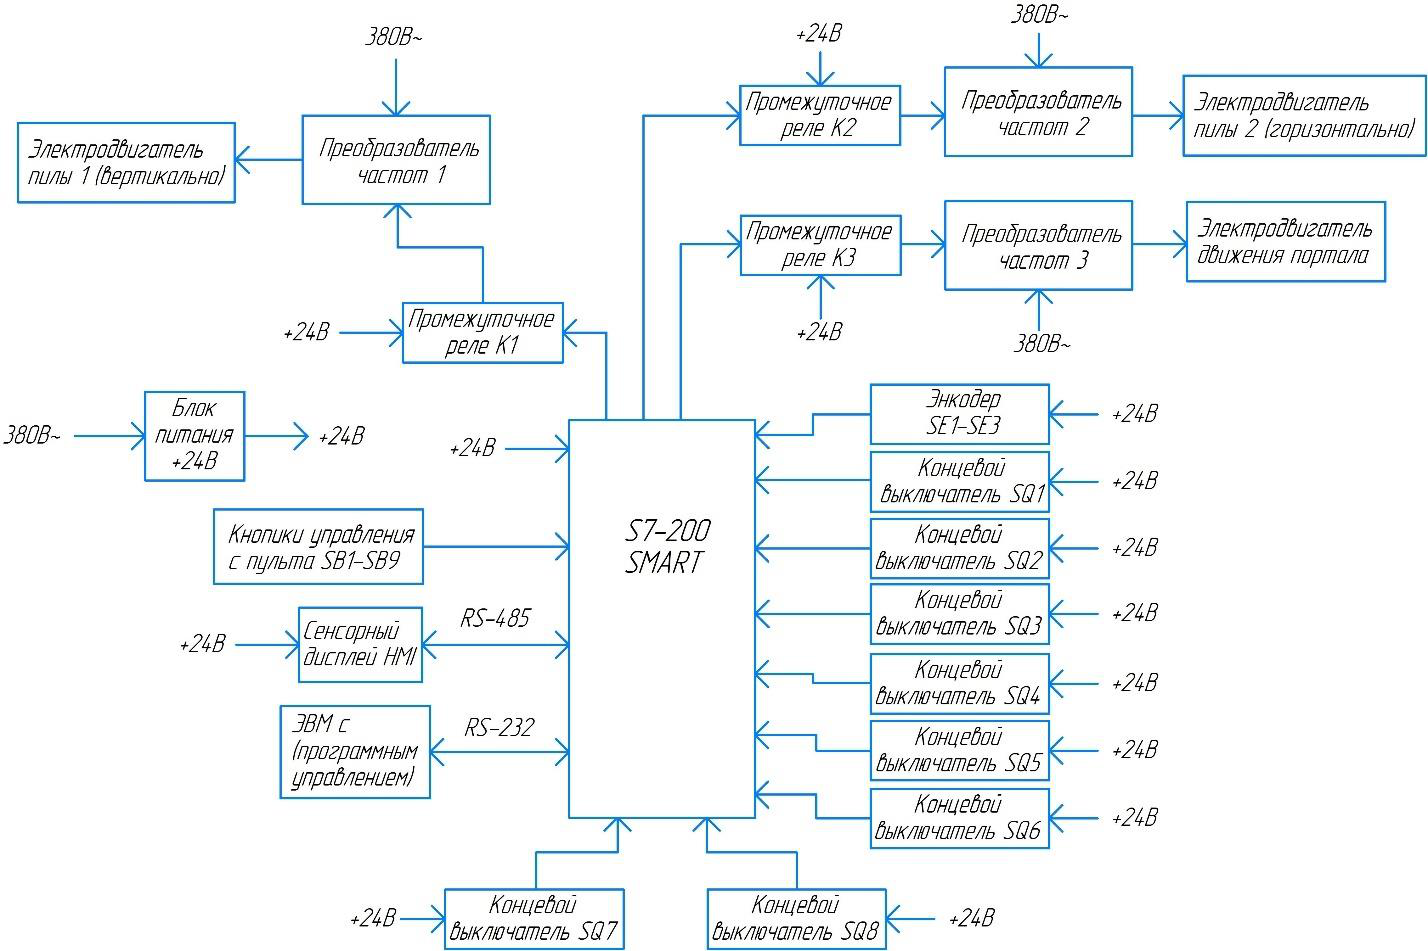 380В~
Электродвигатель
пилы 1 (вертикально)
Преобразователь
частот 1
+24В
Промежуточное
реле К1
+24В
Промежуточное
реле К2
380В~
Преобразователь
частот 2
Электродвигатель
пилы 2 (горизонтально)
Промежуточное
реле К3
+24В
Преобразователь
частот 3
380В~
Электродвигатель
движения портала
380В~
Блок
питания
+24В
+24В
+24В
Кнопики управления
с пульта SB1-SB9
+24В
Сенсорный
дисплей HMI
RS-485
ЭВМ с
(программным
управлением)
RS-232
S7-200
SMART
Энкодер
SE1-SE3
+24В
Концевой
выключатель SQ1
+24В
Концевой
выключатель SQ2
+24В
Концевой
выключатель SQ3
+24В
Концевой
выключатель SQ4
+24В
Концевой
выключатель SQ5
+24В
Концевой
выключатель SQ6
+24В
+24В
Концевой
выключатель SQ7
Концевой
выключатель SQ8
+24В